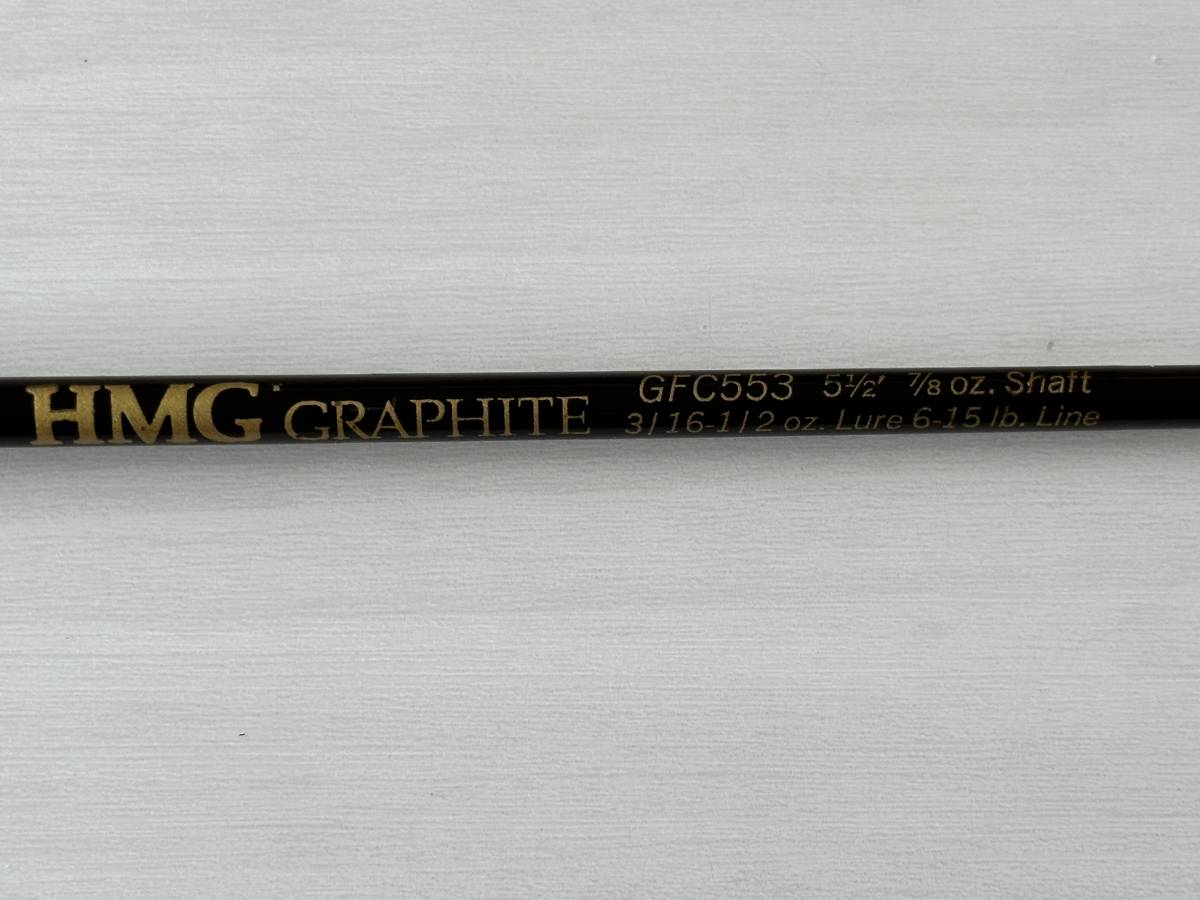 HMG GRAPHITE GFC553 5½' ⅞ oz. Shaft
3/16-1/2 oz. Lure 6-15 lb. Line